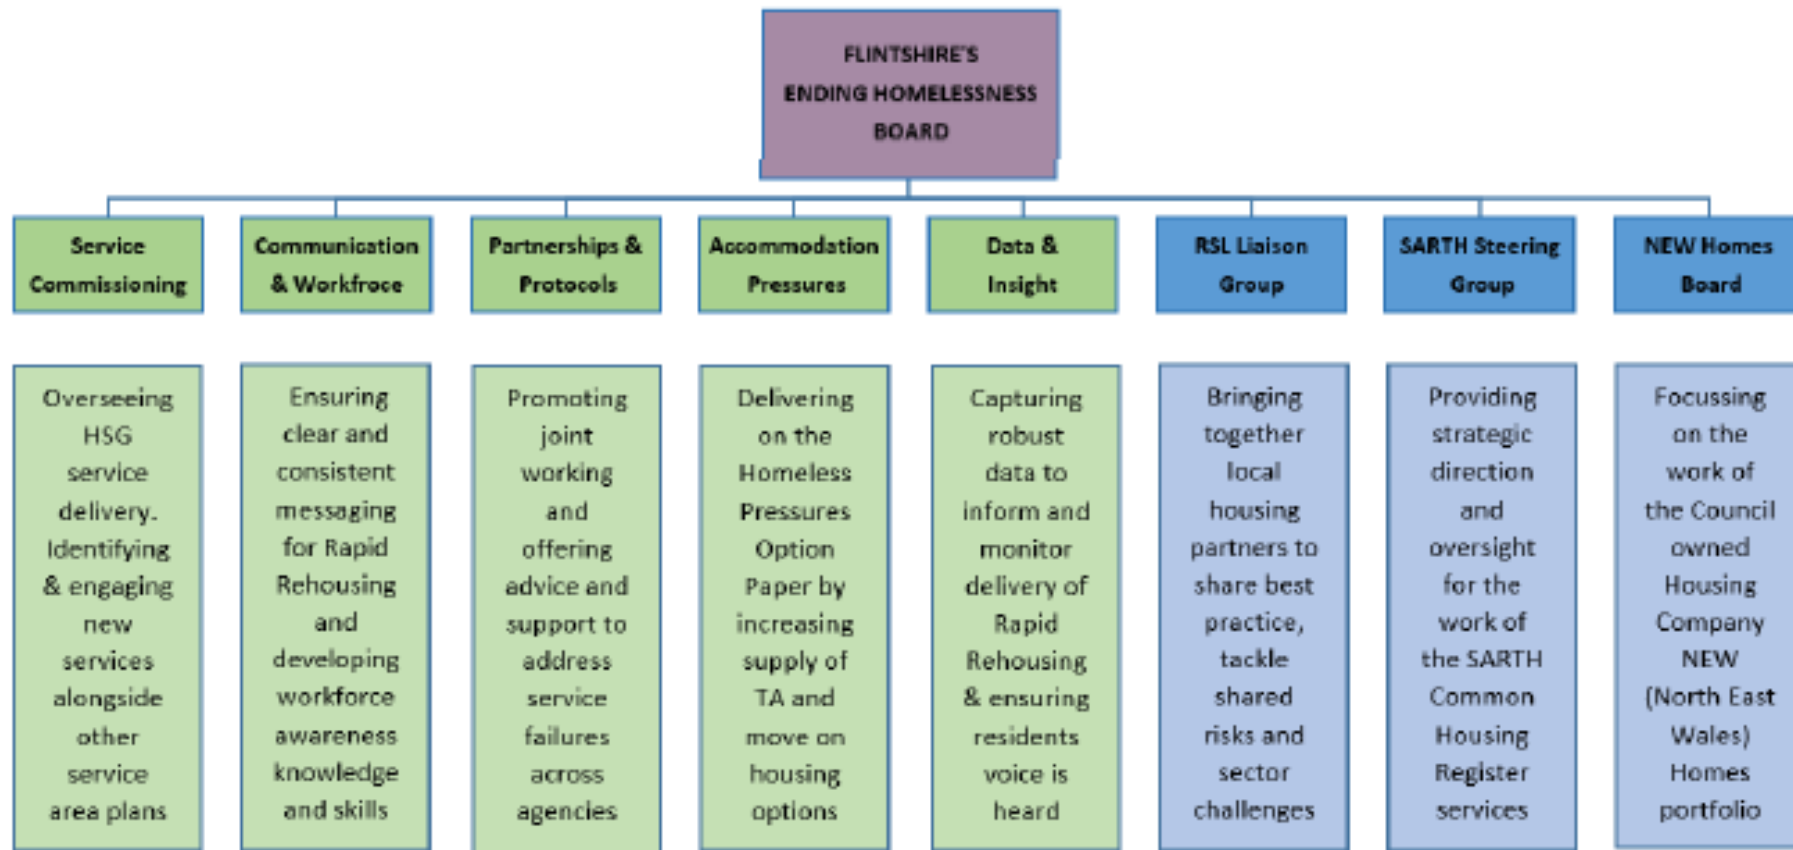 FLINTSHIRE'S
ENDING HOMELESSNESS
BOARD
Service
Commissioning
Communication
& Workfroce
Partnerships &
Protocols
Accommodation
Pressures
Data &
Insight
RSL Liaison
Group
SARTH Steering
Group
NEW Homes
Board
Overseeing
HSG
service
delivery.
Identifying
& engaging
new
services
alongside
other
service
area plans
Ensuring
clear and
consistent
messaging
for Rapid
Rehousing
and
developing
workforce
awareness
knowledge
and skills
Promoting
joint
working
and
offering
advice and
support to
address
service
failures
across
agencies
Delivering
on the
Homeless
Pressures
Option
Paper by
increasing
supply of
TA and
move on
housing
options
Capturing
robust
data to
inform and
monitor
delivery of
Rapid
Rehousing
& ensuring
residents
voice is
heard
Bringing
together
local
housing
partners to
share best
practice,
tackle
shared
risks and
sector
challenges
Providing
strategic
direction
and
oversight
for the
work of
the SARTH
Common
Housing
Register
services
Focussing
on the
work of
the Council
owned
Housing
Company
NEW
(North East
Wales)
Homes
portfolio